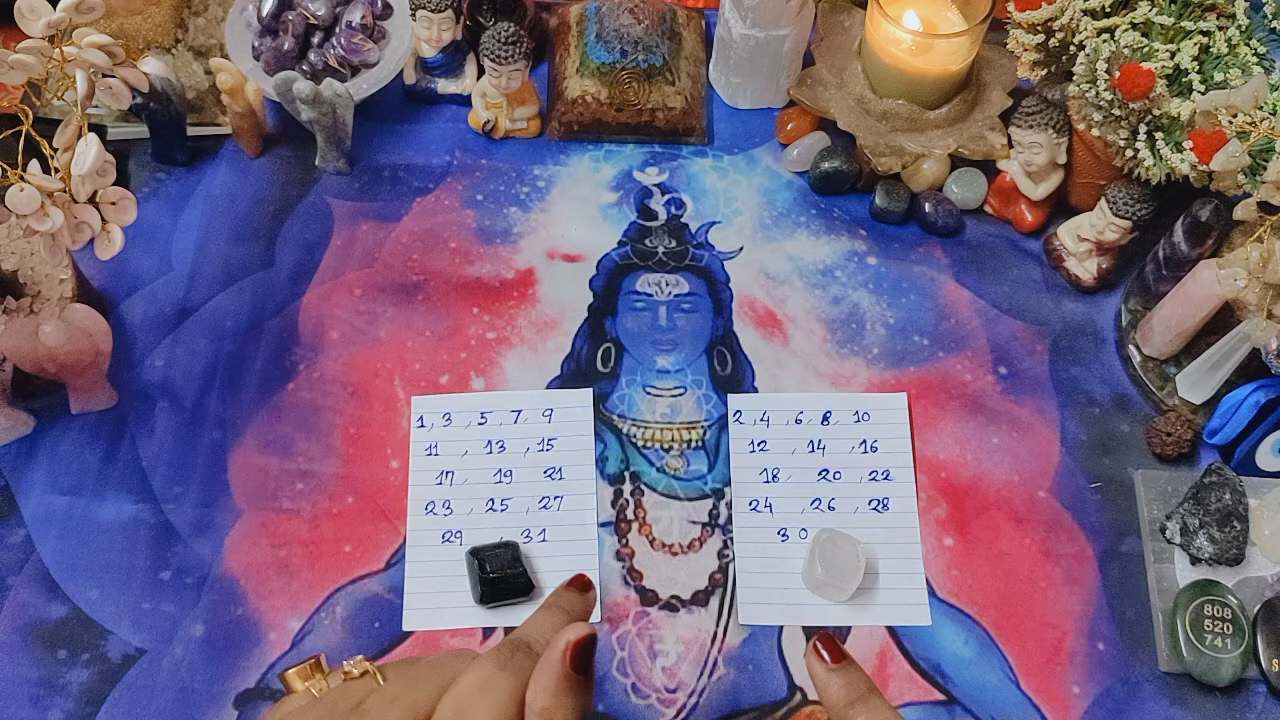 1, 3, 5, 7, 9
11, 13, 15
17, 19 21
23, 25, 27
29, 31
2, 4, 6, 8, 10
12, 14, 16
18, 20, 22
24, 26, 28
30
ॐ
808
520
741